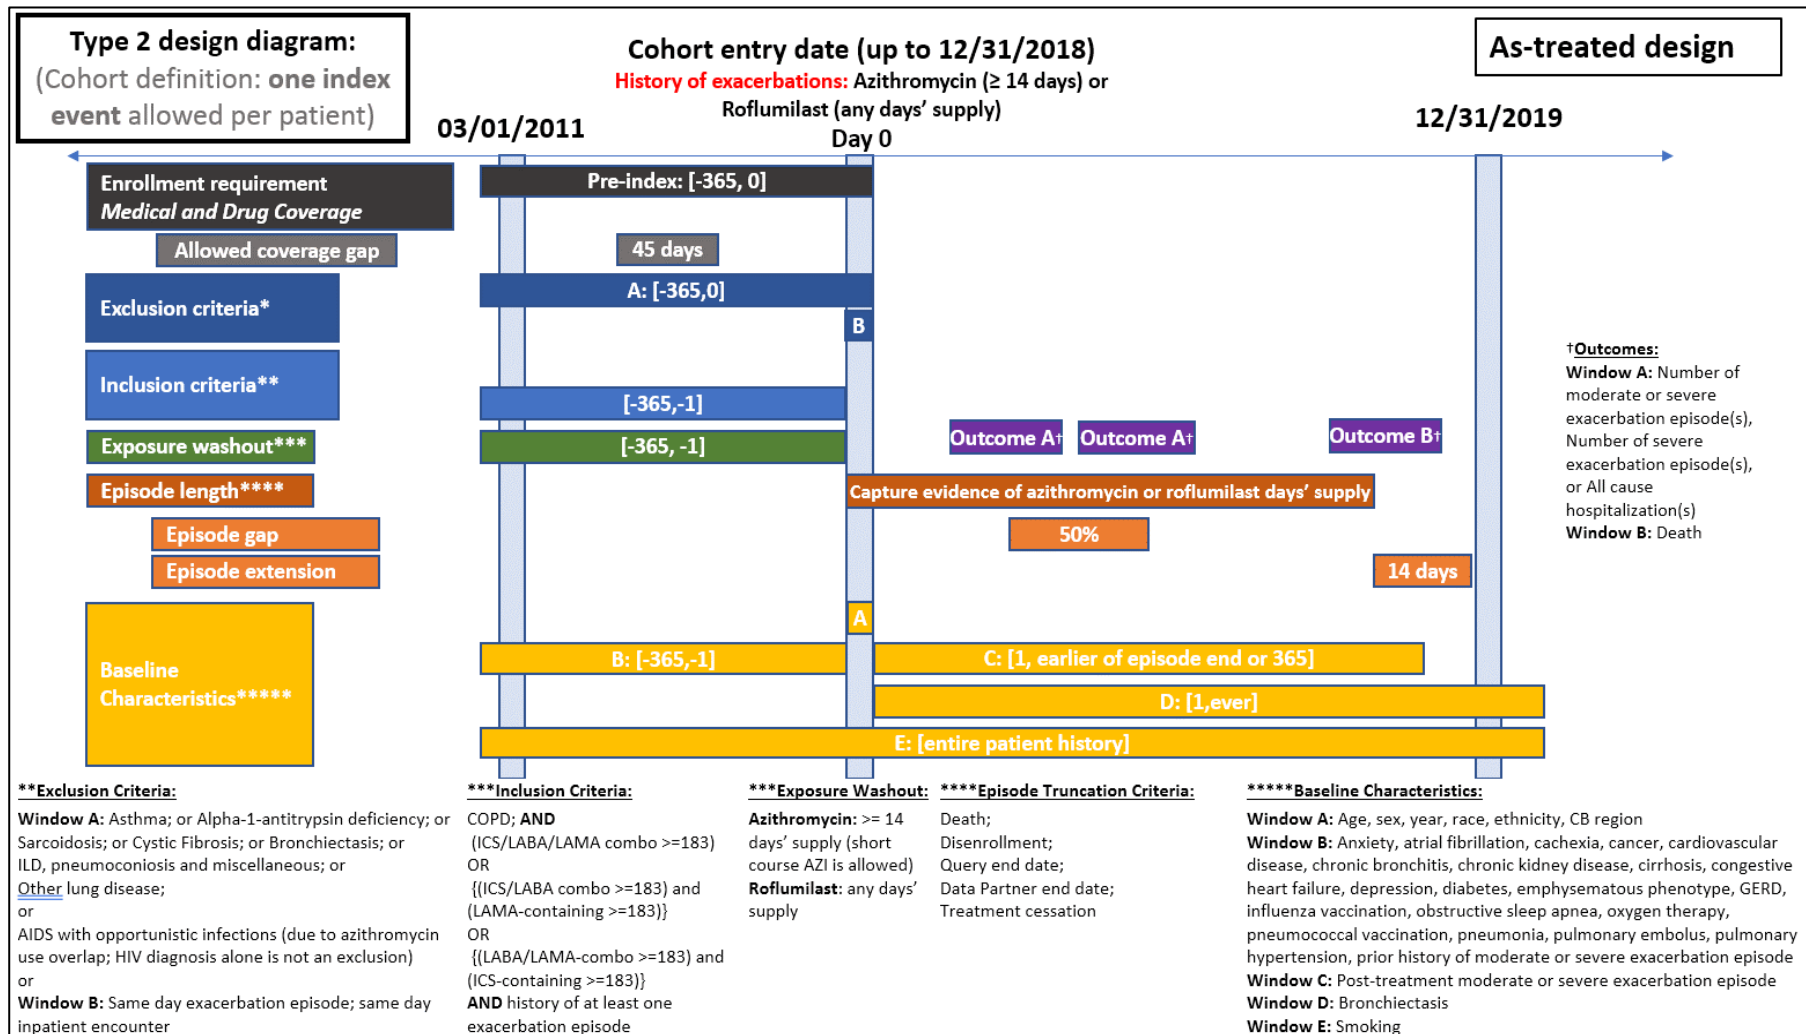 Type 2 design diagram:
(Cohort definition: one index
event allowed per patient)
Cohort entry date (up to 12/31/2018)
History of exacerbations: Azithromycin (≥ 14 days) or
Roflumilast (any days’ supply)
Day 0
As-treated design
03/01/2011
12/31/2019
Enrollment requirement
Medical and Drug Coverage
Pre-index: [-365, 0]
Allowed coverage gap
45 days
Exclusion criteria*
A: [-365,0]
B
Inclusion criteria**
[-365,-1]
Exposure washout***
[-365, -1]
Outcome A†
Outcome A†
Outcome B†
Episode length****
Capture evidence of azithromycin or roflumilast days’ supply
Episode gap
50%
Episode extension
14 days
Baseline
Characteristics*****
A
B: [-365,-1]
C: [1, earlier of episode end or 365]
D: [1,ever]
E: [entire patient history]
†Outcomes:
Window A: Number of
moderate or severe
exacerbation episode(s),
Number of severe
exacerbation episode(s),
or All cause
hospitalization(s)
Window B: Death
**Exclusion Criteria:
Window A: Asthma; or Alpha-1-antitrypsin deficiency; or
Sarcoidosis; or Cystic Fibrosis; or Bronchiectasis; or
ILD, pneumoconiosis and miscellaneous; or
Other lung disease;
or
AIDS with opportunistic infections (due to azithromycin
use overlap; HIV diagnosis alone is not an exclusion)
or
Window B: Same day exacerbation episode; same day
inpatient encounter
***Inclusion Criteria:
COPD; AND
(ICS/LABA/LAMA combo >=183)
OR
{(ICS/LABA combo >=183) and
(LAMA-containing >=183)}
OR
{(LABA/LAMA-combo >=183) and
(ICS-containing >=183)}
AND history of at least one
exacerbation episode
***Exposure Washout:
Azithromycin: >= 14
days’ supply (short
course AZI is allowed)
Roflumilast: any days’
supply
****Episode Truncation Criteria:
Death;
Disenrollment;
Query end date;
Data Partner end date;
Treatment cessation
*****Baseline Characteristics:
Window A: Age, sex, year, race, ethnicity, CB region
Window B: Anxiety, atrial fibrillation, cachexia, cancer, cardiovascular
disease, chronic bronchitis, chronic kidney disease, cirrhosis, congestive
heart failure, depression, diabetes, emphysematous phenotype, GERD,
influenza vaccination, obstructive sleep apnea, oxygen therapy,
pneumococcal vaccination, pneumonia, pulmonary embolus, pulmonary
hypertension, prior history of moderate or severe exacerbation episode
Window C: Post-treatment moderate or severe exacerbation episode
Window D: Bronchiectasis
Window E: Smoking